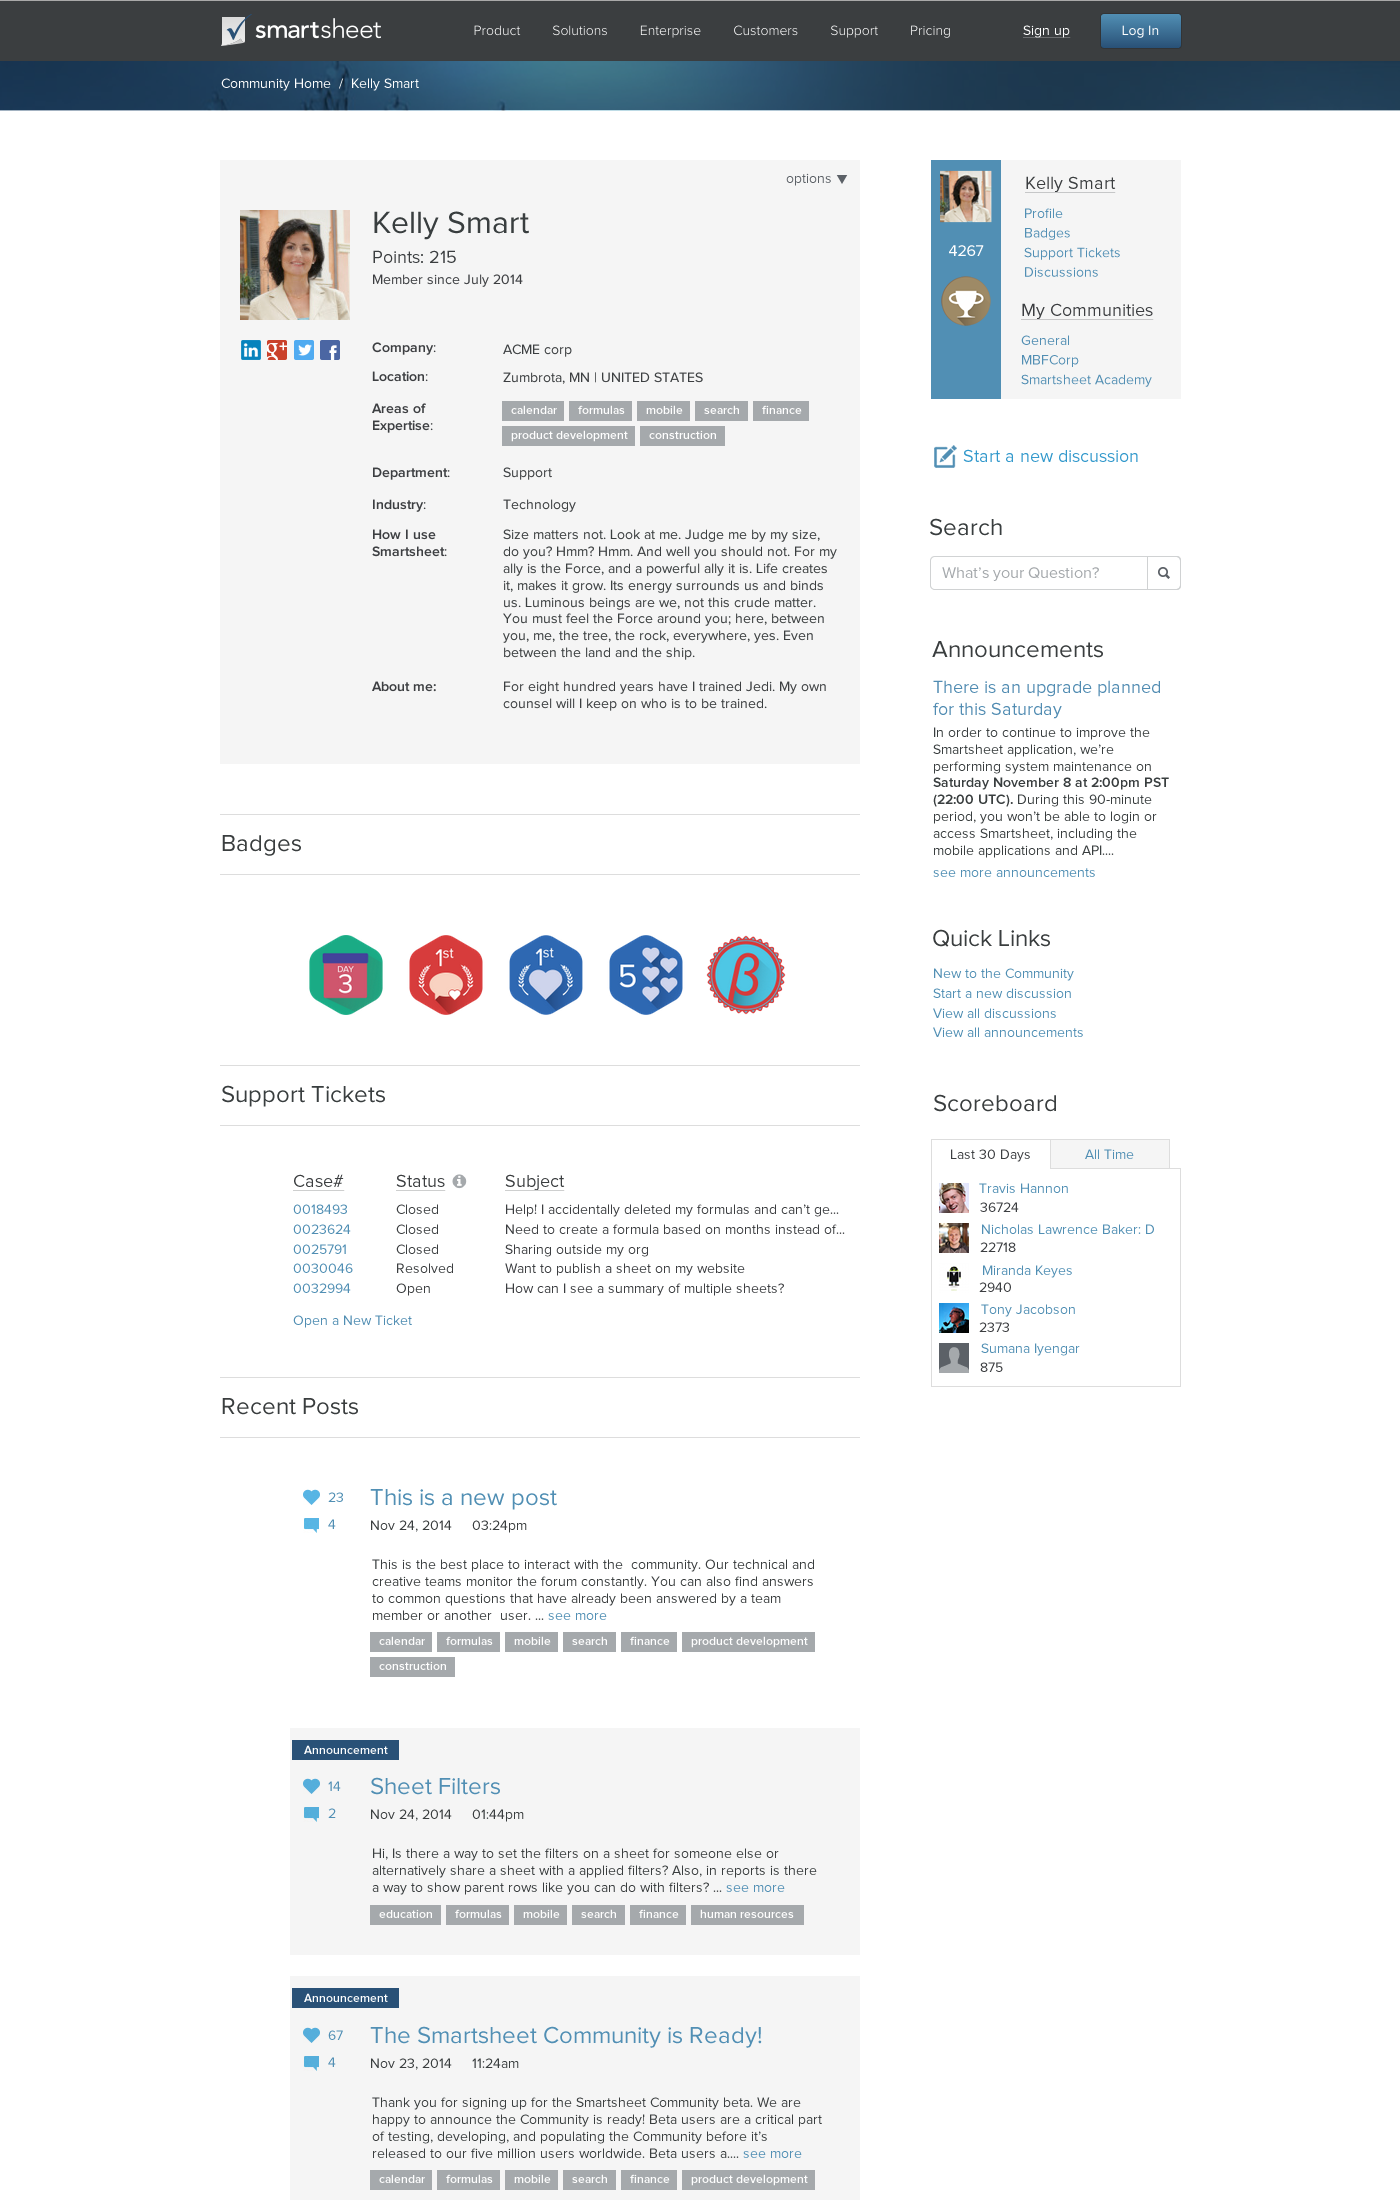 smartsheet
Product Solutions Enterprise Customers Support Pricing Sign up Log In
Community Home / Kelly Smart
options ▼
Kelly Smart
Points: 215
Member since July 2014
Company: ACME corp
Location: Zumbrota, MN | UNITED STATES
Areas of Expertise:
calendar formulas mobile search finance
product development construction
Department: Support
Industry: Technology
How I use Smartsheet:
Size matters not. Look at me. Judge me by my size,
do you? Hmm? Hmm. And well you should not. For my
ally is the Force, and a powerful ally it is. Life creates
it, makes it grow. Its energy surrounds us and binds
us. Luminous beings are we, not this crude matter.
You must feel the Force around you; here, between
you, me, the tree, the rock, everywhere, yes. Even
between the land and the ship.
About me: For eight hundred years have I trained Jedi. My own
counsel will I keep on who is to be trained.
Badges
DAY
3
1st
1st
5
β
Support Tickets
Case# Status Subject
0018493 Closed Help! I accidentally deleted my formulas and can't ge...
0023624 Closed Need to create a formula based on months instead of...
0025791 Closed Sharing outside my org
0030046 Resolved Want to publish a sheet on my website
0032994 Open How can I see a summary of multiple sheets?
Open a New Ticket
Recent Posts
23 This is a new post
4 Nov 24, 2014 03:24pm
This is the best place to interact with the  community. Our technical and
creative teams monitor the forum constantly. You can also find answers
to common questions that have already been answered by a team
member or another  user. ... see more
calendar formulas mobile search finance product development
construction
Announcement
14 Sheet Filters
2 Nov 24, 2014 01:44pm
Hi, Is there a way to set the filters on a sheet for someone else or
alternatively share a sheet with a applied filters? Also, in reports is there
a way to show parent rows like you can do with filters? ... see more
education formulas mobile search finance human resources
Announcement
67 The Smartsheet Community is Ready!
4 Nov 23, 2014 11:24am
Thank you for signing up for the Smartsheet Community beta. We are
happy to announce the Community is ready! Beta users are a critical part
of testing, developing, and populating the Community before it's
released to our five million users worldwide. Beta users a.... see more
calendar formulas mobile search finance product development
Kelly Smart
Profile
Badges
4267
Support Tickets
Discussions
My Communities
General
MBFCorp
Smartsheet Academy
Start a new discussion
Search
What's your Question?
Announcements
There is an upgrade planned
for this Saturday
In order to continue to improve the
Smartsheet application, we're
performing system maintenance on
Saturday November 8 at 2:00pm PST
(22:00 UTC). During this 90-minute
period, you won't be able to login or
access Smartsheet, including the
mobile applications and API....
see more announcements
Quick Links
New to the Community
Start a new discussion
View all discussions
View all announcements
Scoreboard
Last 30 Days All Time
Travis Hannon
36724
Nicholas Lawrence Baker: D
22718
Miranda Keyes
2940
Tony Jacobson
2373
Sumana Iyengar
875